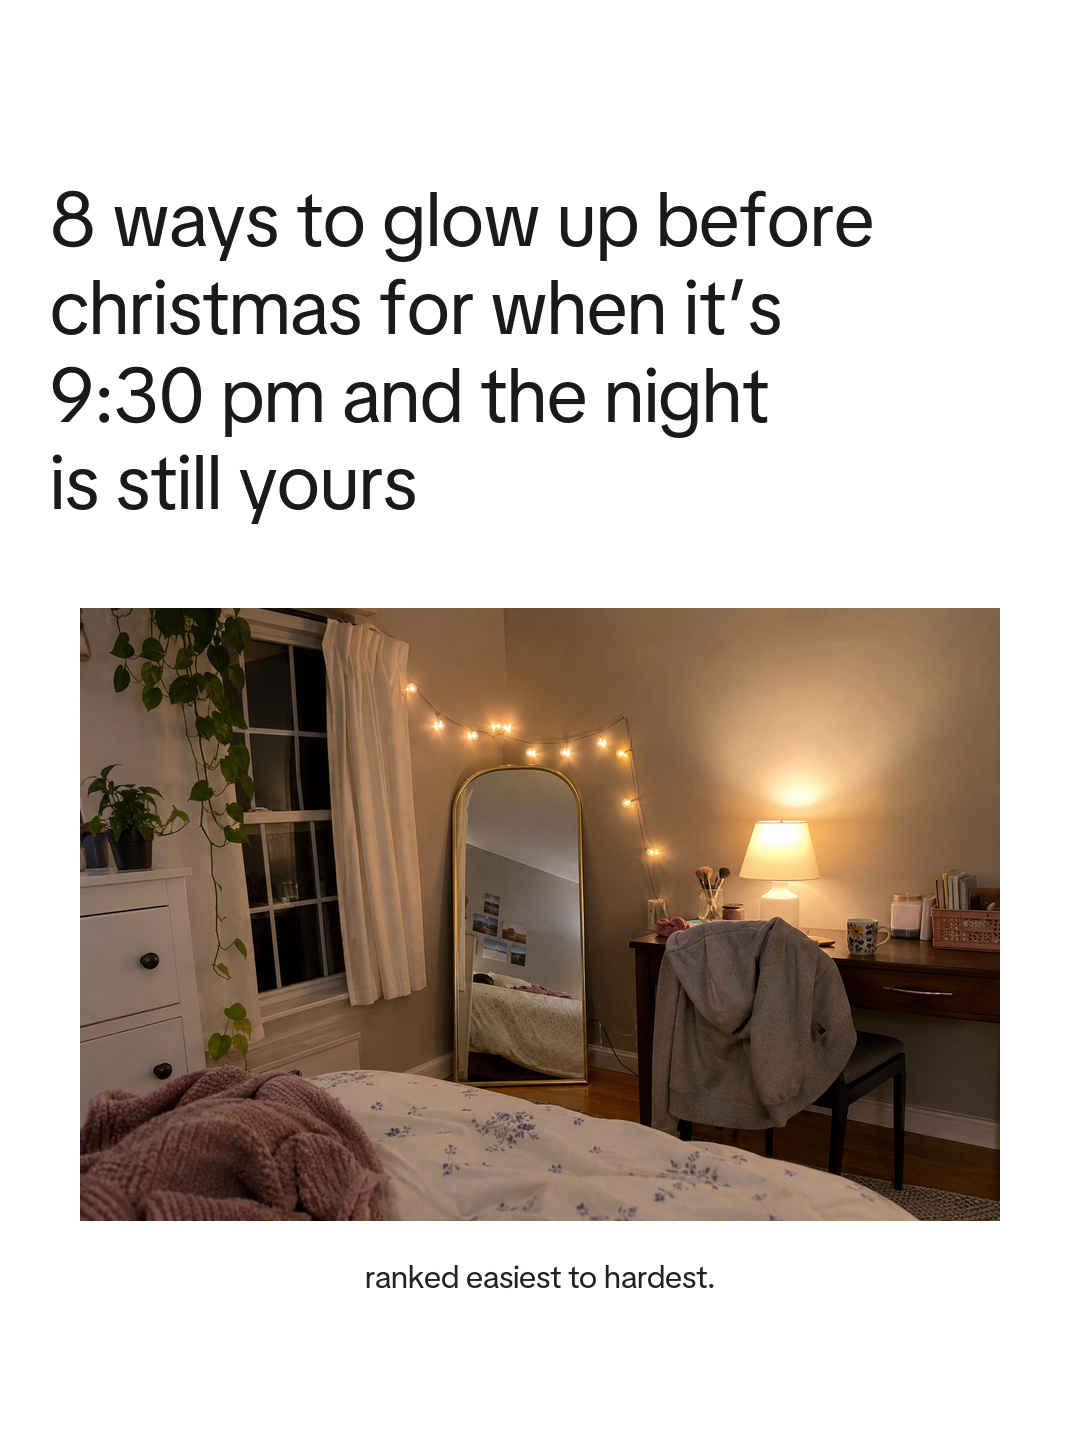 8 ways to glow up before
christmas for when it’s
9:30 pm and the night
is still yours
ranked easiest to hardest.